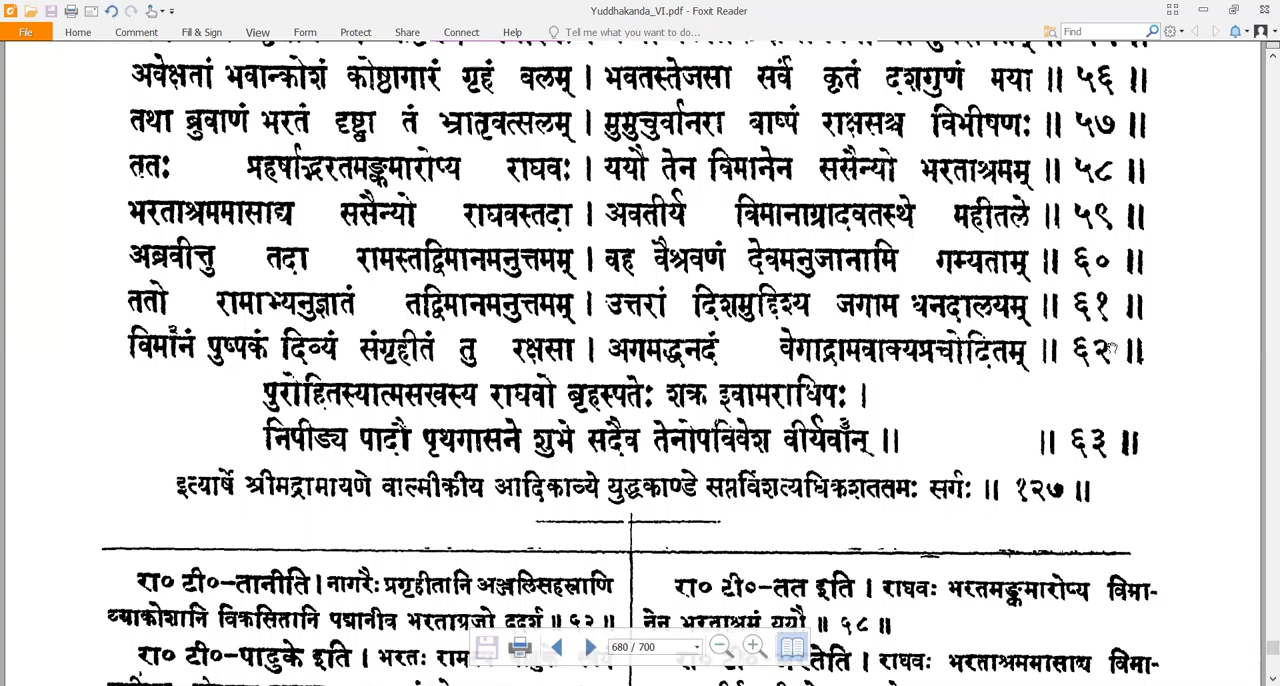 Yuddhakanda_VI.pdf - Foxit Reader
File Home Comment Fill & Sign View Form Protect Share Connect Help Tell me what you want to do... Find
अवेक्षतां भवान्कोशं कोष्ठागारं गृहं बलम् | भवतस्तेजसा सर्वं कृतं दशगुणं मया ॥ ५६ ॥
तथा ब्रुवाणं भरतं दृष्ट्वा तं भ्रातृवत्सलम् | मुमुचुर्वानरा बाष्पं राक्षसश्च विभीषणः ॥ ५७ ॥
ततः प्रहर्षाद्भरतमङ्कमारोप्य राघवः | ययौ तेन विमानेन ससैन्यो भरताश्रमम् ॥ ५८ ॥
भरताश्रममासाद्य ससैन्यो राघवस्तदा | अवतीर्य विमानाग्रादवतस्थे महीतले ॥ ५९ ॥
अब्रवीत्तु तदा रामस्तद्विमानमनुत्तमम् | वह वैश्रवणं देवमनुजानामि गम्यताम् ॥ ६० ॥
ततो रामाभ्यनुज्ञातं तद्विमानमनुत्तमम् | उत्तरां दिशमुद्दिश्य जगाम धनदालयम् ॥ ६१ ॥
विमानं पुष्पकं दिव्यं संगृहीतं तु रक्षसा | अगमद्धनदं वेगाद्रामवाक्यप्रचोदितम् ॥ ६२ ॥
पुरोहितस्यात्मसखस्य राघवो बृहस्पतेः शक्र इवामराधिपः |
निपीड्य पादौ पृथगासने शुभे सदैव तेनोपविवेश वीर्यवान् ॥ ॥ ६३ ॥
इत्यार्षे श्रीमद्रामायणे वाल्मीकीय आदिकाव्ये युद्धकाण्डे सप्तविंशत्यधिकशततमः सर्गः ॥ १२७ ॥
रा० टी०-तानीति । नागरैः प्रगृहीतानि अञ्जलिसहस्राणि
व्याकोशानि विकसितानि पद्मानीव भरताग्रजो ददर्श ॥ ६२ ॥
रा० टी०-पादुके इति । भरतः
रा० टी०-तत इति । राघवः भरतमङ्कमारोप्य विमा-
नेन भरताश्रमं ययौ ॥ ५८ ॥
राघवः भरताश्रममासाद्य विमा-
680 / 700